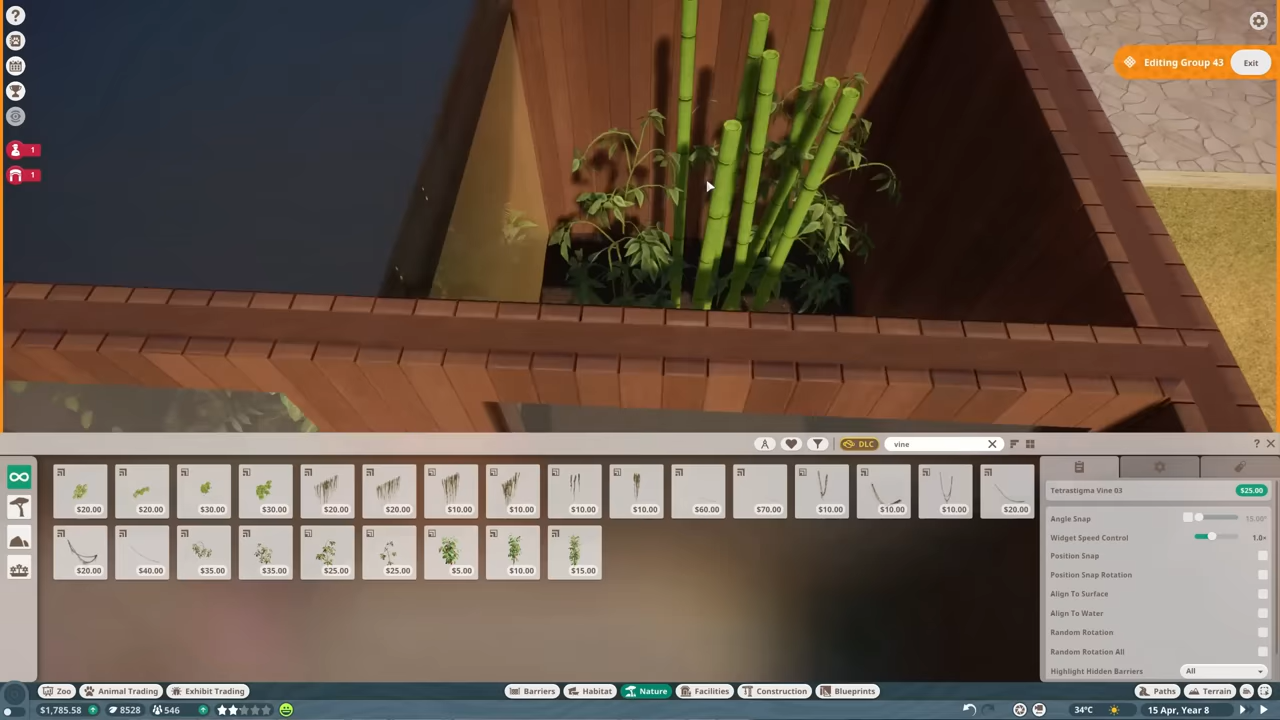 ?
Editing Group 43 Exit
1
1
DLC vine
?
$20.00 $20.00 $30.00 $30.00 $20.00 $20.00 $10.00 $10.00 $10.00 $10.00 $60.00 $70.00 $10.00 $10.00 $10.00 $20.00
$20.00 $40.00 $35.00 $35.00 $25.00 $25.00 $5.00 $10.00 $15.00
Tetrastigma Vine 03 $25.00
Angle Snap 15.00°
Widget Speed Control 1.0×
Position Snap
Position Snap Rotation
Align To Surface
Align To Water
Random Rotation
Random Rotation All
Highlight Hidden Barriers All
Zoo Animal Trading Exhibit Trading Barriers Habitat Nature Facilities Construction Blueprints Paths Terrain
$1,785.58 8528 546 34°C 15 Apr, Year 8